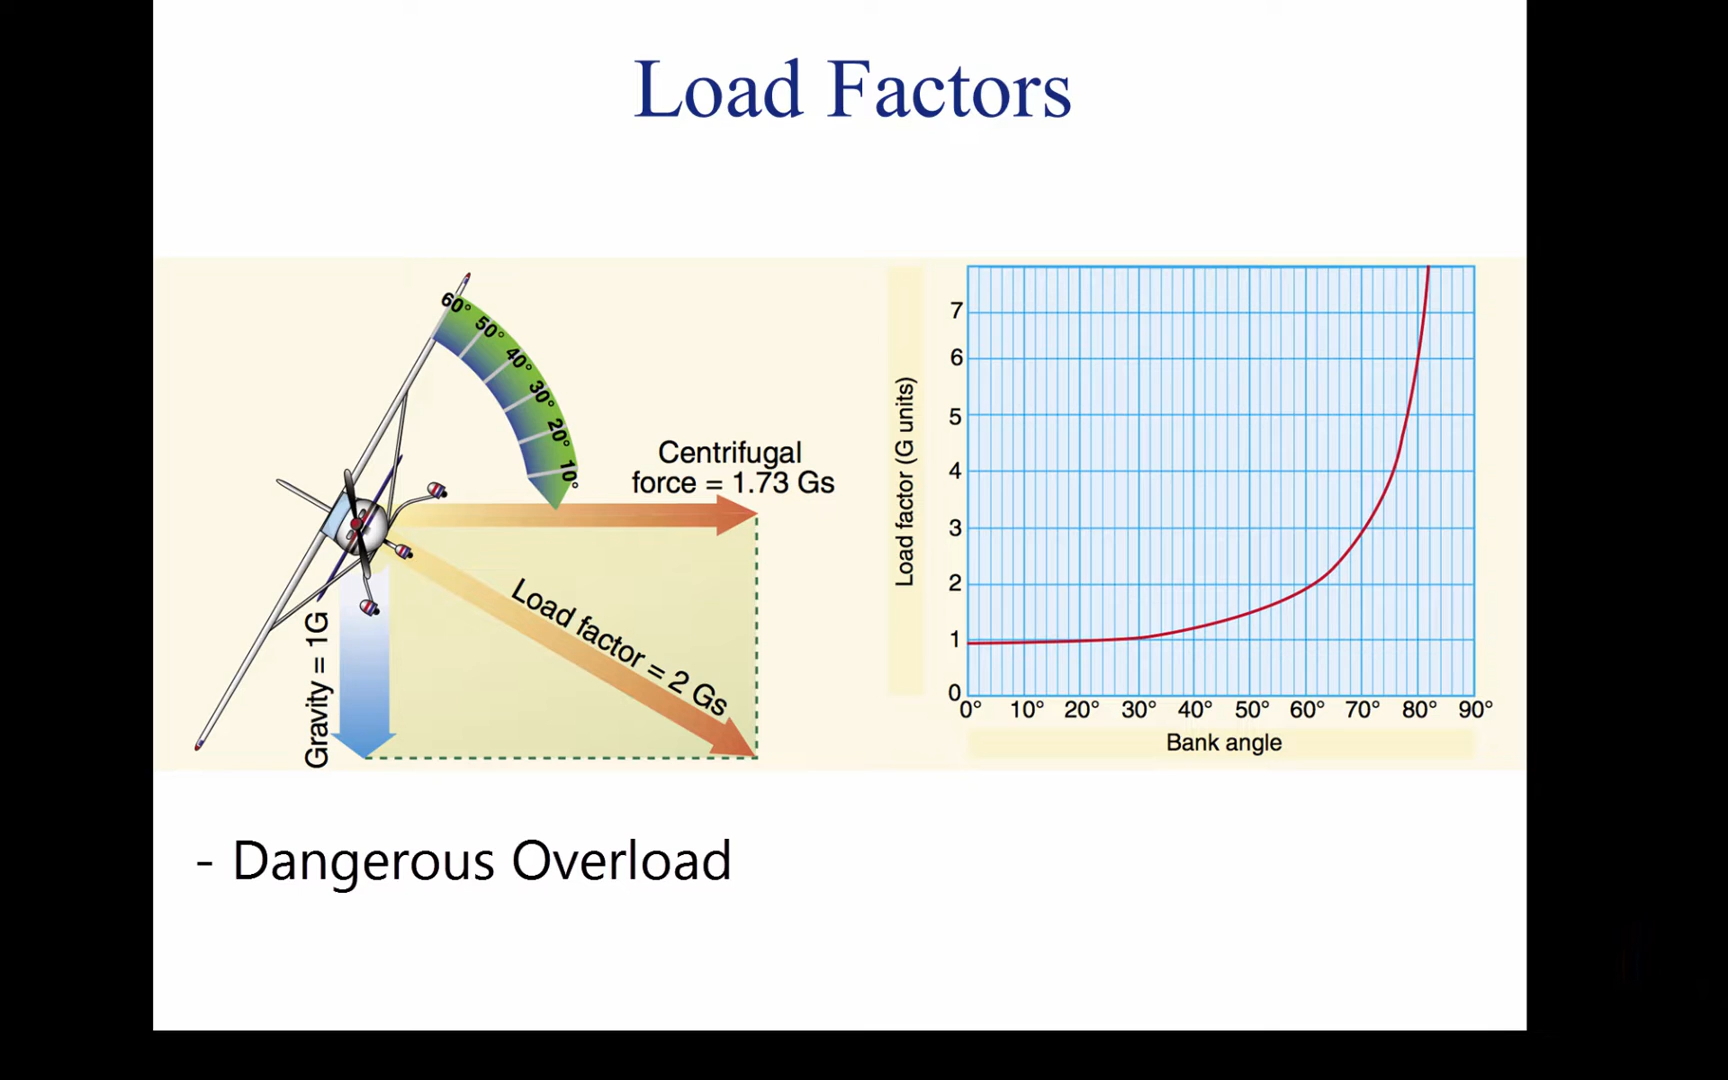 Load Factors
60°
50°
40°
30°
20°
10°
Centrifugal
force = 1.73 Gs
Load factor = 2 Gs
Gravity = 1G
Load factor (G units)
7
6
5
4
3
2
1
0
0° 10° 20° 30° 40° 50° 60° 70° 80° 90°
Bank angle
- Dangerous Overload